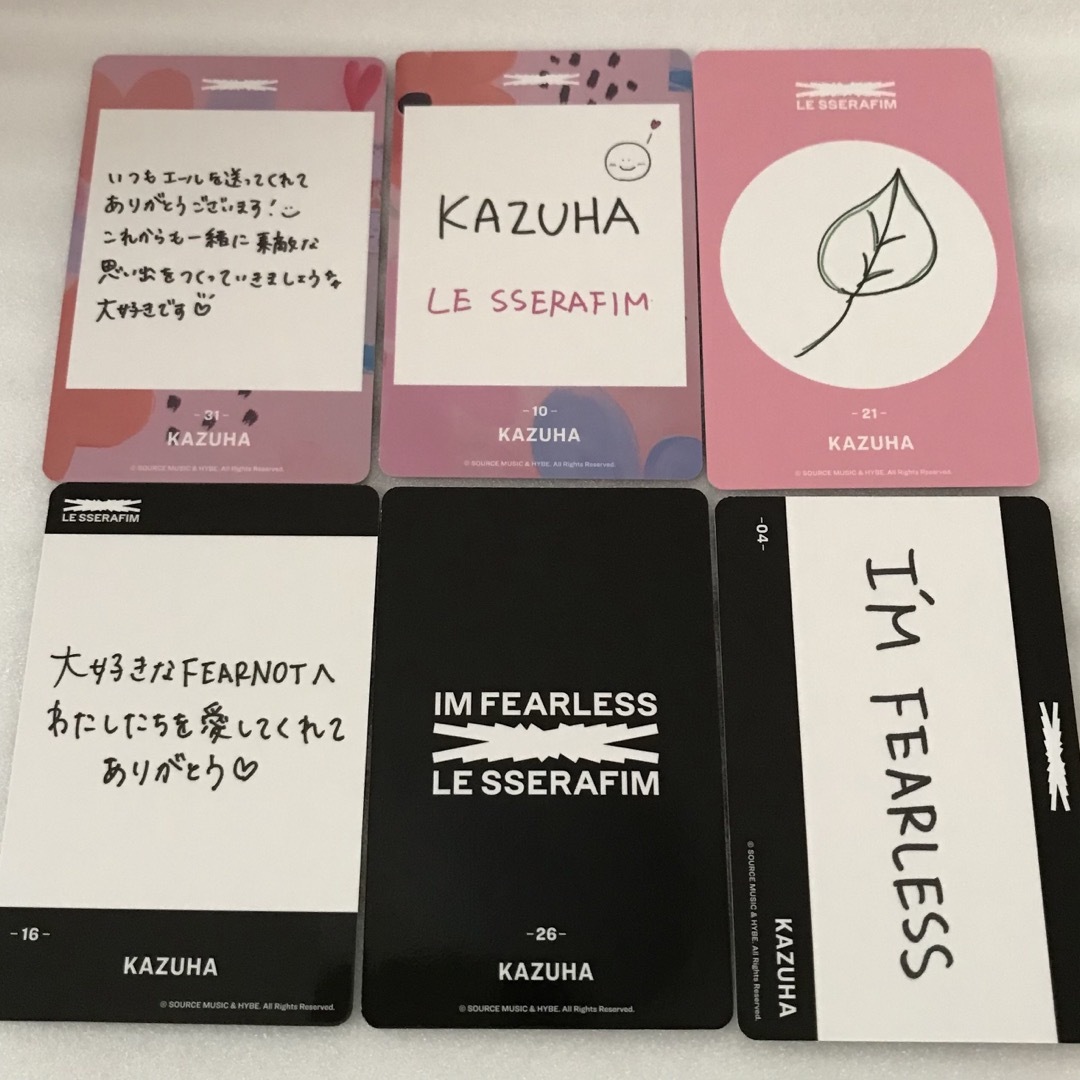 いつもエールを送ってくれて
ありがとうございます！
これからも一緒に素敵な
思い出をつくっていきましょうね
大好きです♡
-31-
KAZUHA
© SOURCE MUSIC & HYBE. All Rights Reserved.
KAZUHA
LE SSERAFIM
-10-
KAZUHA
© SOURCE MUSIC & HYBE. All Rights Reserved.
LE SSERAFIM
-21-
KAZUHA
© SOURCE MUSIC & HYBE. All Rights Reserved.
LE SSERAFIM
大好きなFEARNOTへ
わたしたちを愛してくれて
ありがとう♡
-16-
KAZUHA
© SOURCE MUSIC & HYBE. All Rights Reserved.
IM FEARLESS
LE SSERAFIM
-26-
KAZUHA
© SOURCE MUSIC & HYBE. All Rights Reserved.
-04-
I'M FEARLESS
KAZUHA
© SOURCE MUSIC & HYBE. All Rights Reserved.